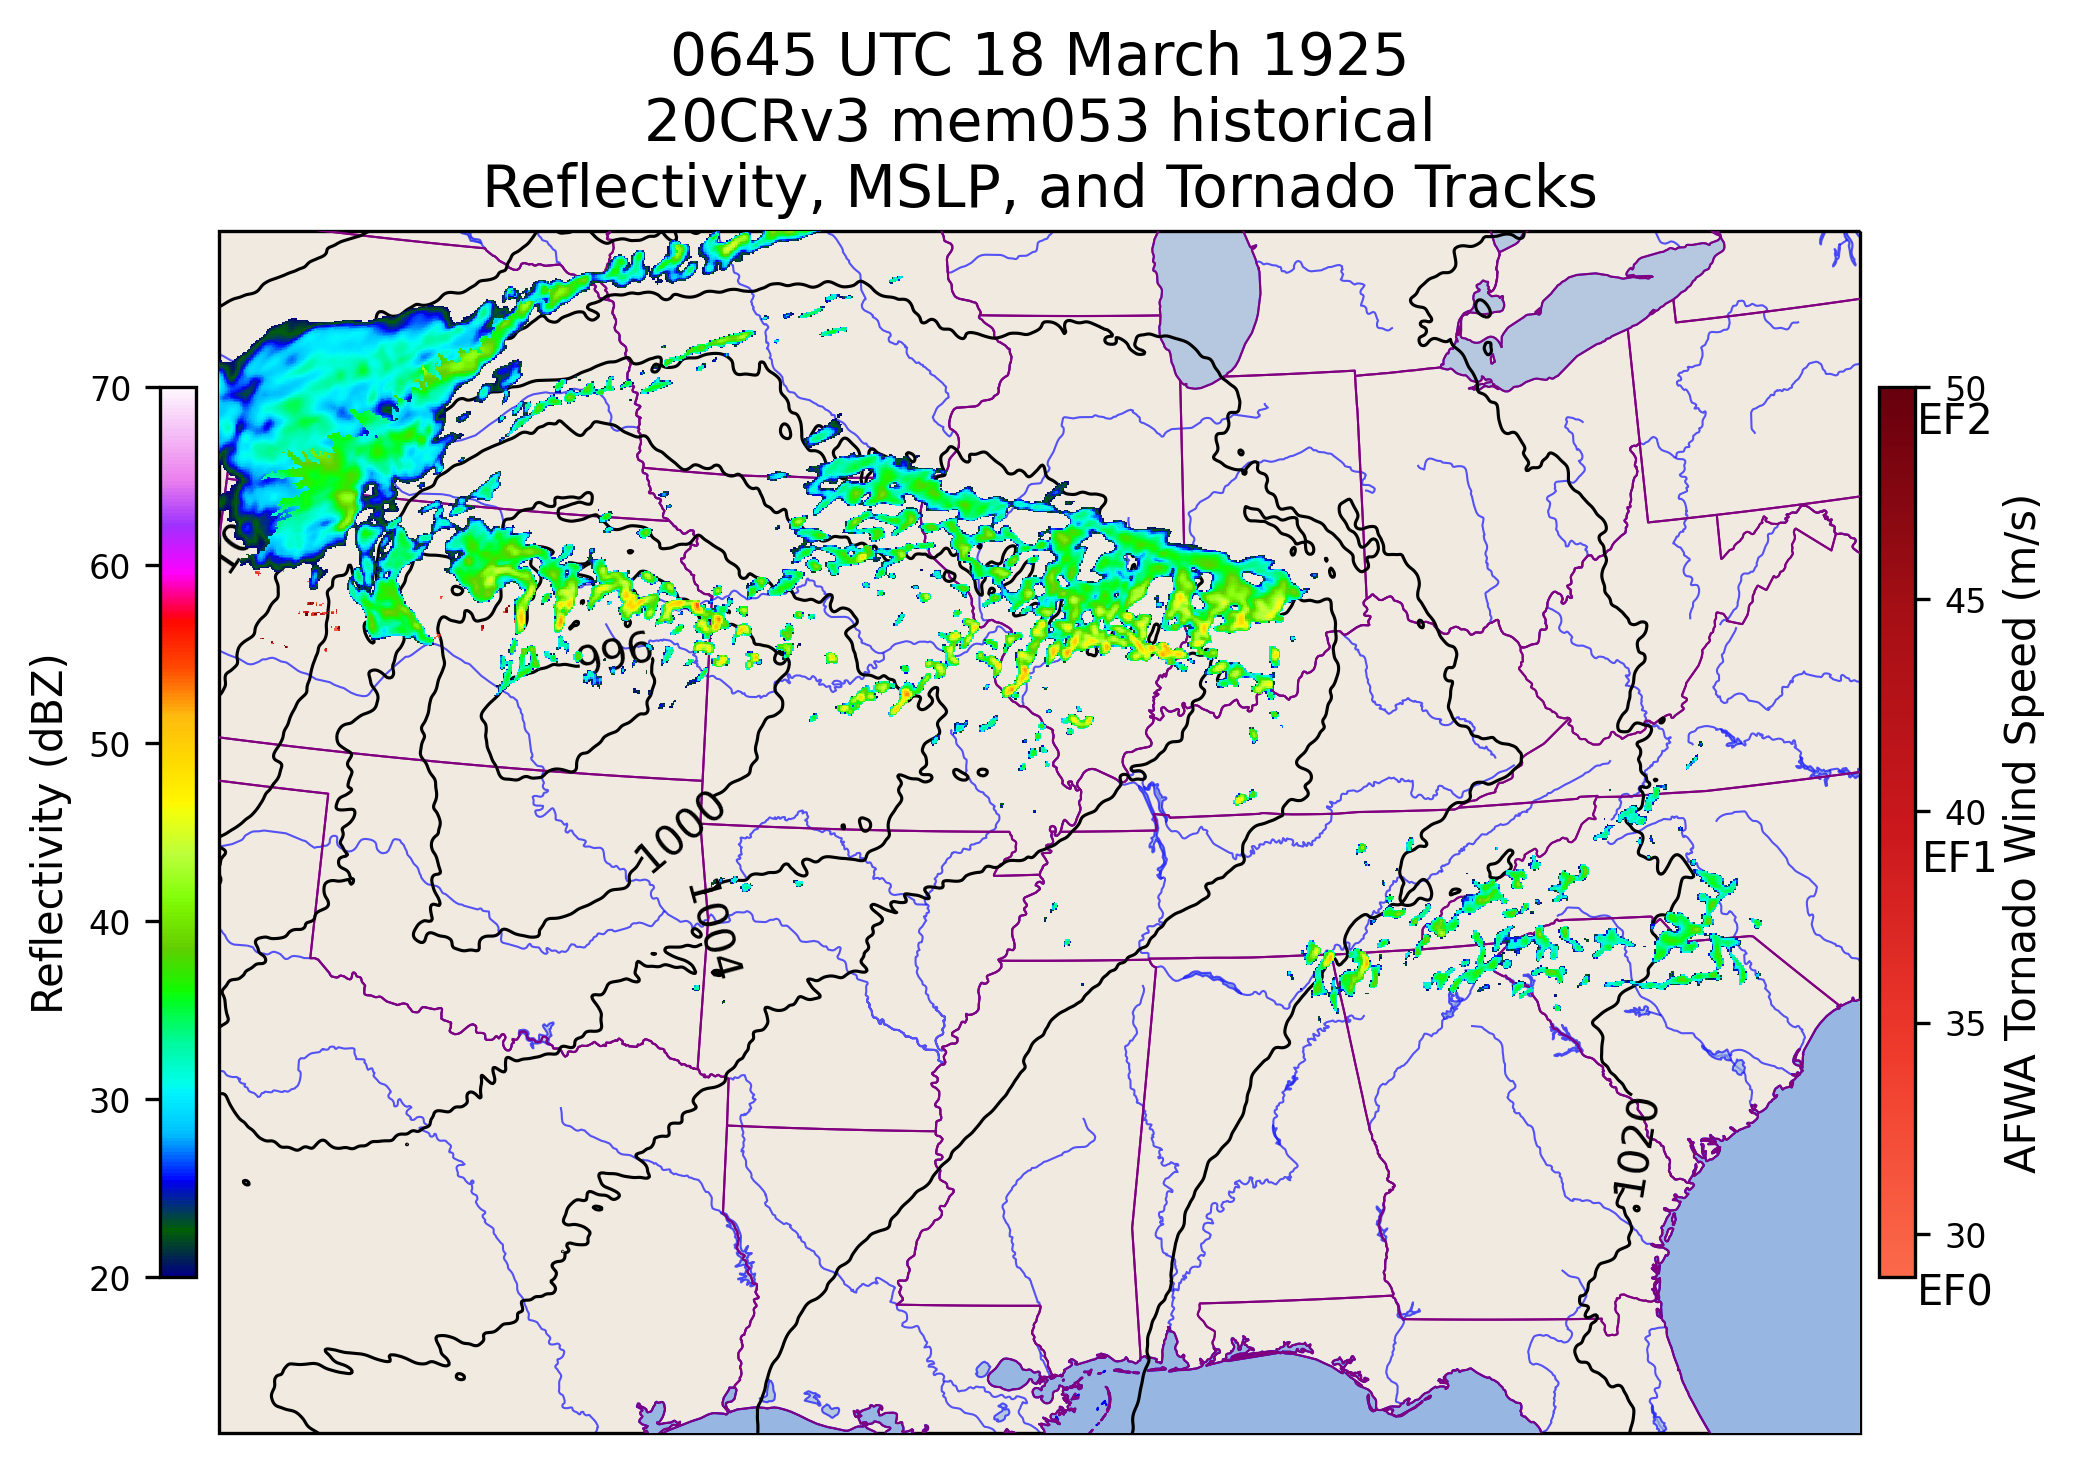 0645 UTC 18 March 1925
20CRv3 mem053 historical
Reflectivity, MSLP, and Tornado Tracks
70
60
50
40
30
20
Reflectivity (dBZ)
996
1000
1004
1020
50
EF2
45
40
EF1
35
30
EF0
AFWA Tornado Wind Speed (m/s)